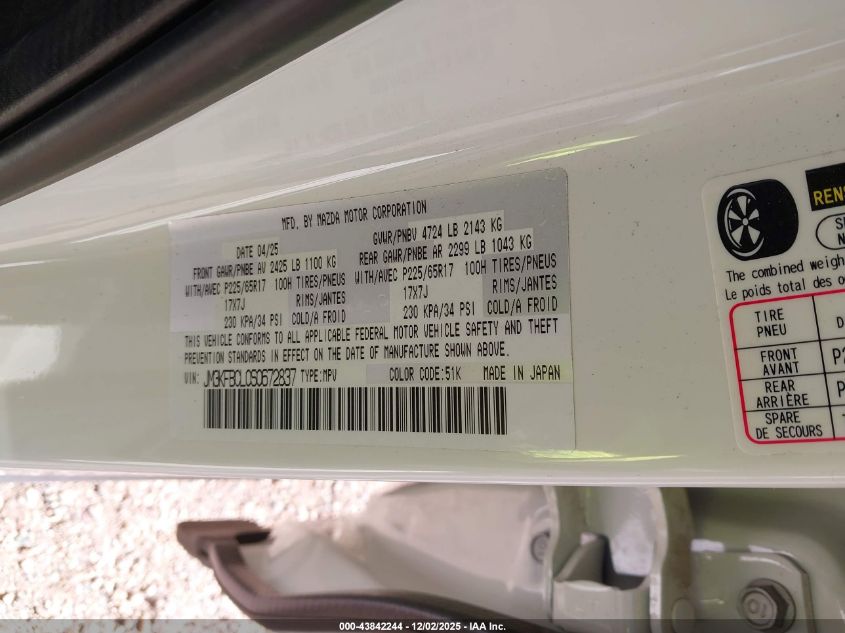 MFD. BY MAZDA MOTOR CORPORATION
DATE 04/25
GVWR/PNBV 4724 LB 2143 KG
FRONT GAWR/PNBE AV 2425 LB 1100 KG
REAR GAWR/PNBE AR 2299 LB 1043 KG
WITH/AVEC P225/65R17 100H TIRES/PNEUS
WITH/AVEC P225/65R17 100H TIRES/PNEUS
17X7J RIMS/JANTES
17X7J RIMS/JANTES
230 KPA/34 PSI COLD/A FROID
230 KPA/34 PSI COLD/A FROID
THIS VEHICLE CONFORMS TO ALL APPLICABLE FEDERAL MOTOR VEHICLE SAFETY AND THEFT
PREVENTION STANDARDS IN EFFECT ON THE DATE OF MANUFACTURE SHOWN ABOVE.
VIN: JM3KFBCL0S0672837 TYPE:MPV COLOR CODE:51K MADE IN JAPAN
The combined
Le poids total des
TIRE
PNEU
FRONT
AVANT
REAR
ARRIÈRE
SPARE
DE SECOURS
000-43842244 - 12/02/2025 - IAA Inc.